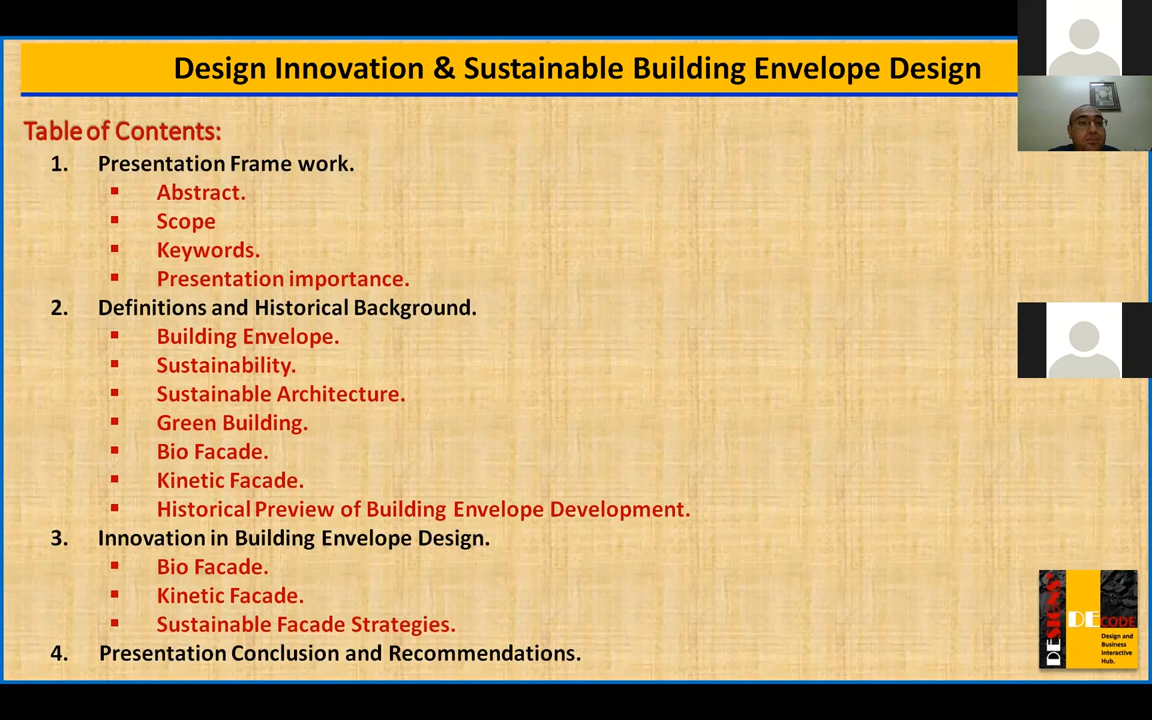 Design Innovation & Sustainable Building Envelope Design
Table of Contents:
1. Presentation Frame work.
▪ Abstract.
▪ Scope
▪ Keywords.
▪ Presentation importance.
2. Definitions and Historical Background.
▪ Building Envelope.
▪ Sustainability.
▪ Sustainable Architecture.
▪ Green Building.
▪ Bio Facade.
▪ Kinetic Facade.
▪ Historical Preview of Building Envelope Development.
3. Innovation in Building Envelope Design.
▪ Bio Facade.
▪ Kinetic Facade.
▪ Sustainable Facade Strategies.
4. Presentation Conclusion and Recommendations.
DESIGNS
DECODE
Design and
Business
Interactive
Hub.